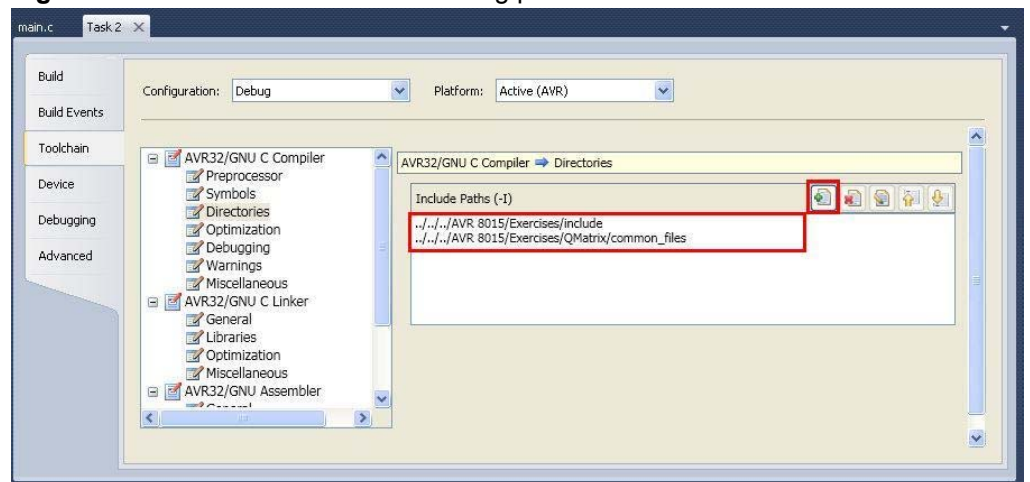 main.c Task 2
Build
Build Events
Toolchain
Device
Debugging
Advanced
Configuration: Debug Platform: Active (AVR)
AVR32/GNU C Compiler
Preprocessor
Symbols
Directories
Optimization
Debugging
Warnings
Miscellaneous
AVR32/GNU C Linker
General
Libraries
Optimization
Miscellaneous
AVR32/GNU Assembler
AVR32/GNU C Compiler ➡ Directories
Include Paths (-I)
../../../AVR 8015/Exercises/include
../../../AVR 8015/Exercises/QMatrix/common_files